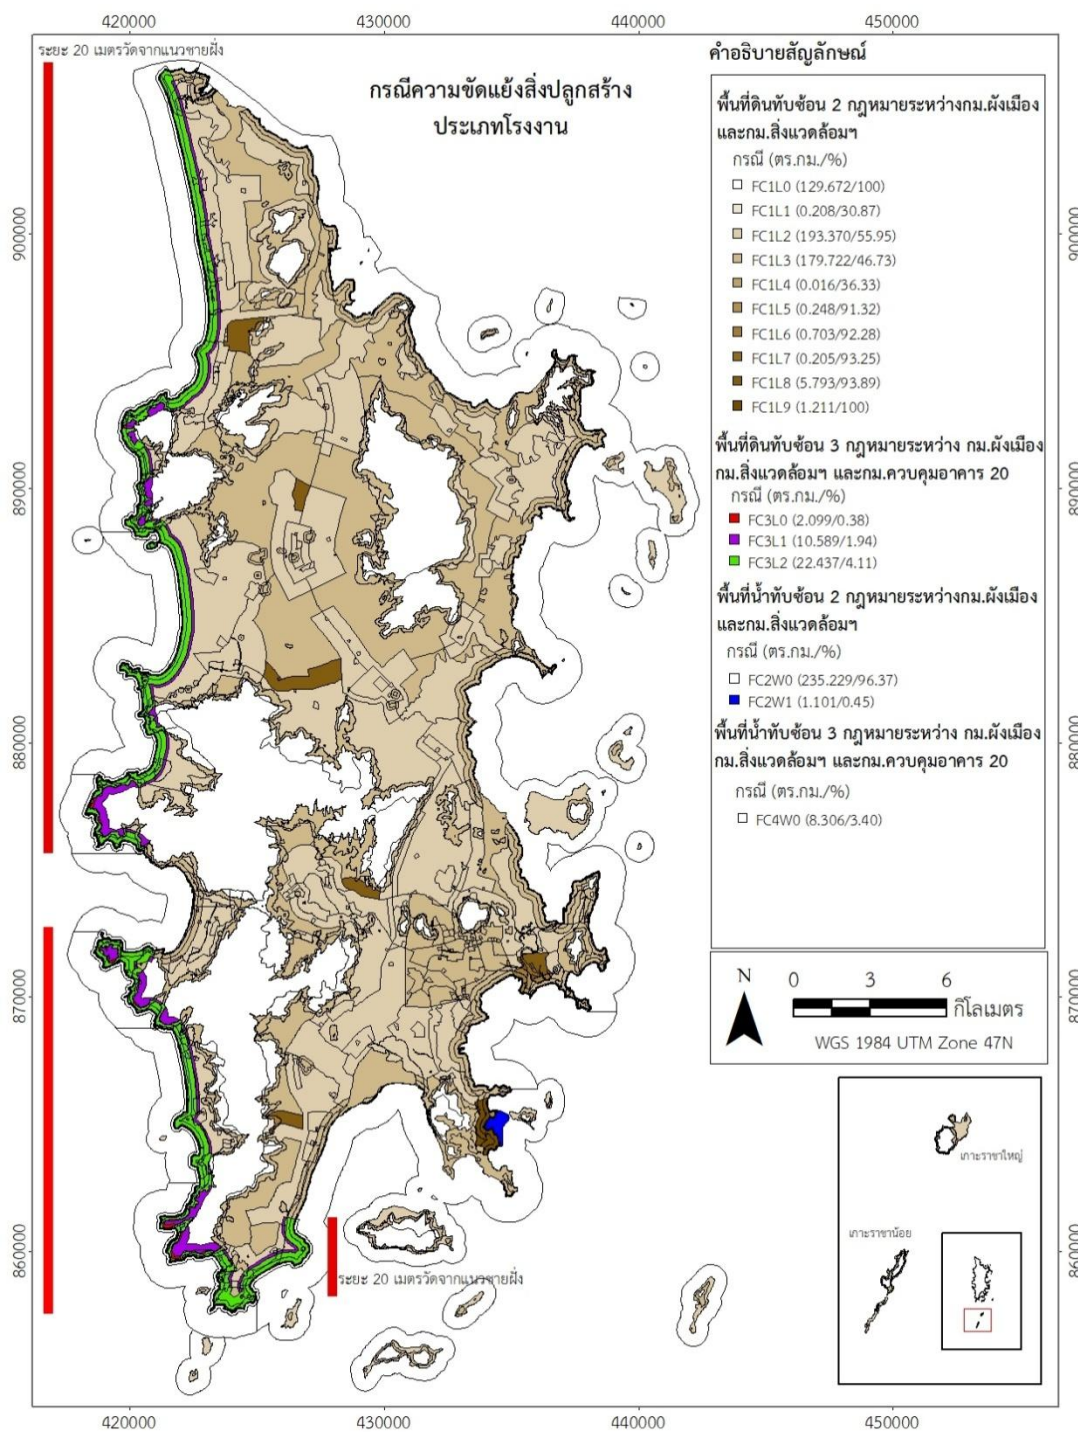 420000 430000 440000 450000
ระยะ 20 เมตรวัดจากแนวชายฝั่ง
กรณีความขัดแย้งสิ่งปลูกสร้าง
ประเภทโรงงาน
คำอธิบายสัญลักษณ์
พื้นที่ดินทับซ้อน 2 กฎหมายระหว่างกม.ผังเมือง
และกม.สิ่งแวดล้อมฯ
กรณี (ตร.กม./%)
FC1L0 (129.672/100)
FC1L1 (0.208/30.87)
FC1L2 (193.370/55.95)
FC1L3 (179.722/46.73)
FC1L4 (0.016/36.33)
FC1L5 (0.248/91.32)
FC1L6 (0.703/92.28)
FC1L7 (0.205/93.25)
FC1L8 (5.793/93.89)
FC1L9 (1.211/100)
พื้นที่ดินทับซ้อน 3 กฎหมายระหว่าง กม.ผังเมือง
กม.สิ่งแวดล้อมฯ และกม.ควบคุมอาคาร 20
กรณี (ตร.กม./%)
FC3L0 (2.099/0.38)
FC3L1 (10.589/1.94)
FC3L2 (22.437/4.11)
พื้นที่น้ำทับซ้อน 2 กฎหมายระหว่างกม.ผังเมือง
และกม.สิ่งแวดล้อมฯ
กรณี (ตร.กม./%)
FC2W0 (235.229/96.37)
FC2W1 (1.101/0.45)
พื้นที่น้ำทับซ้อน 3 กฎหมายระหว่าง กม.ผังเมือง
กม.สิ่งแวดล้อมฯ และกม.ควบคุมอาคาร 20
กรณี (ตร.กม./%)
FC4W0 (8.306/3.40)
N
0 3 6
กิโลเมตร
WGS 1984 UTM Zone 47N
เกาะราชาใหญ่
เกาะราชาน้อย
ระยะ 20 เมตรวัดจากแนวชายฝั่ง
900000
890000
880000
870000
860000
900000
890000
880000
870000
860000
420000 430000 440000 450000